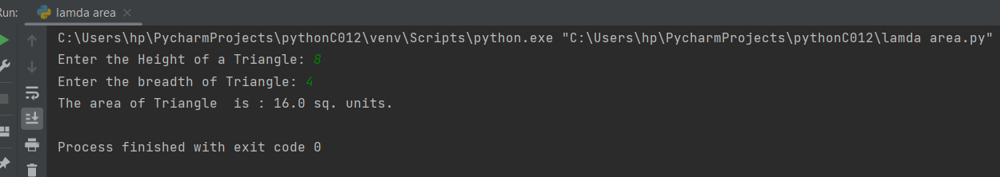 Run: lamda area
C:\Users\hp\PycharmProjects\pythonC012\venv\Scripts\python.exe "C:\Users\hp\PycharmProjects\pythonC012\lamda area.py"
Enter the Height of a Triangle: 8
Enter the breadth of Triangle: 4
The area of Triangle  is : 16.0 sq. units.
Process finished with exit code 0